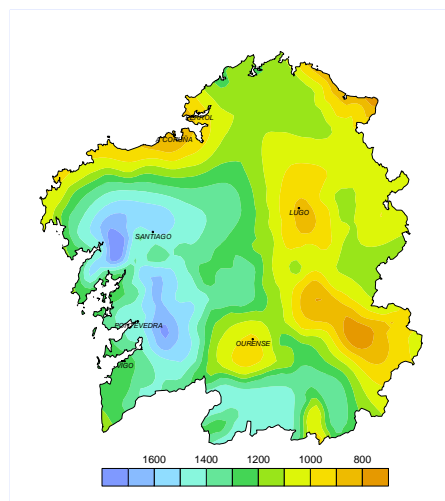 FERROL
A CORUÑA
LUGO
SANTIAGO
PONTEVEDRA
OURENSE
VIGO
1600 1400 1200 1000 800